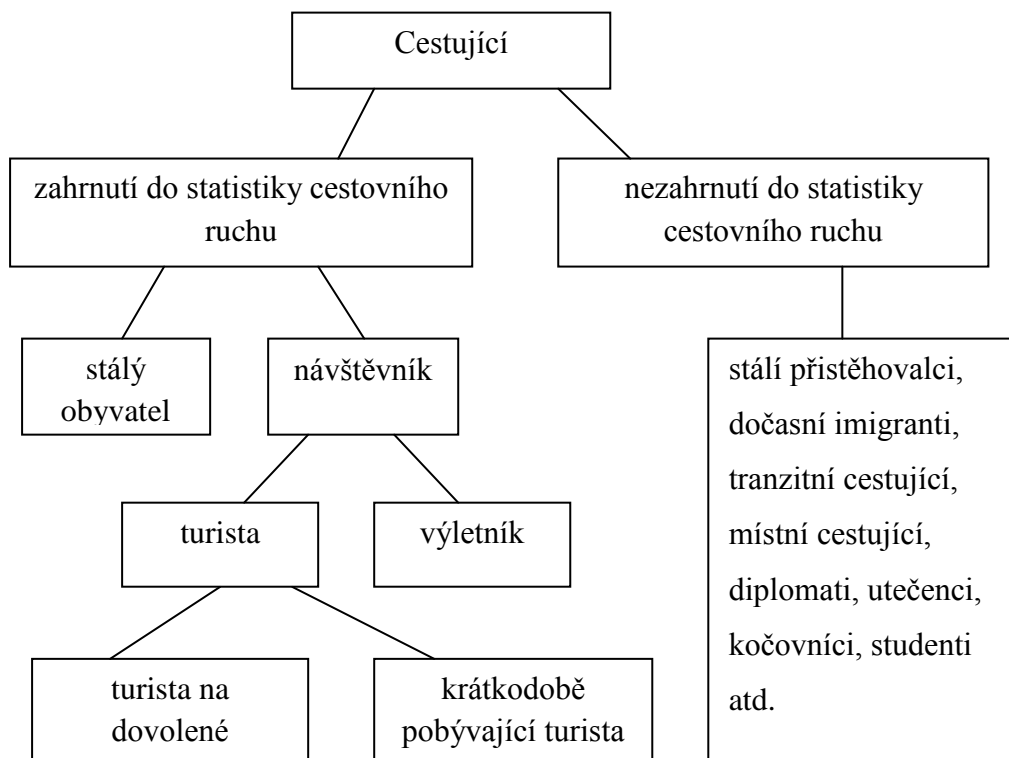 Cestující
zahrnutí do statistiky cestovního
ruchu
nezahrnutí do statistiky
cestovního ruchu
stálý
obyvatel
návštěvník
stálí přistěhovalci,
dočasní imigranti,
tranzitní cestující,
místní cestující,
diplomati, utečenci,
kočovníci, studenti
atd.
turista
výletník
turista na
dovolené
krátkodobě
pobývající turista